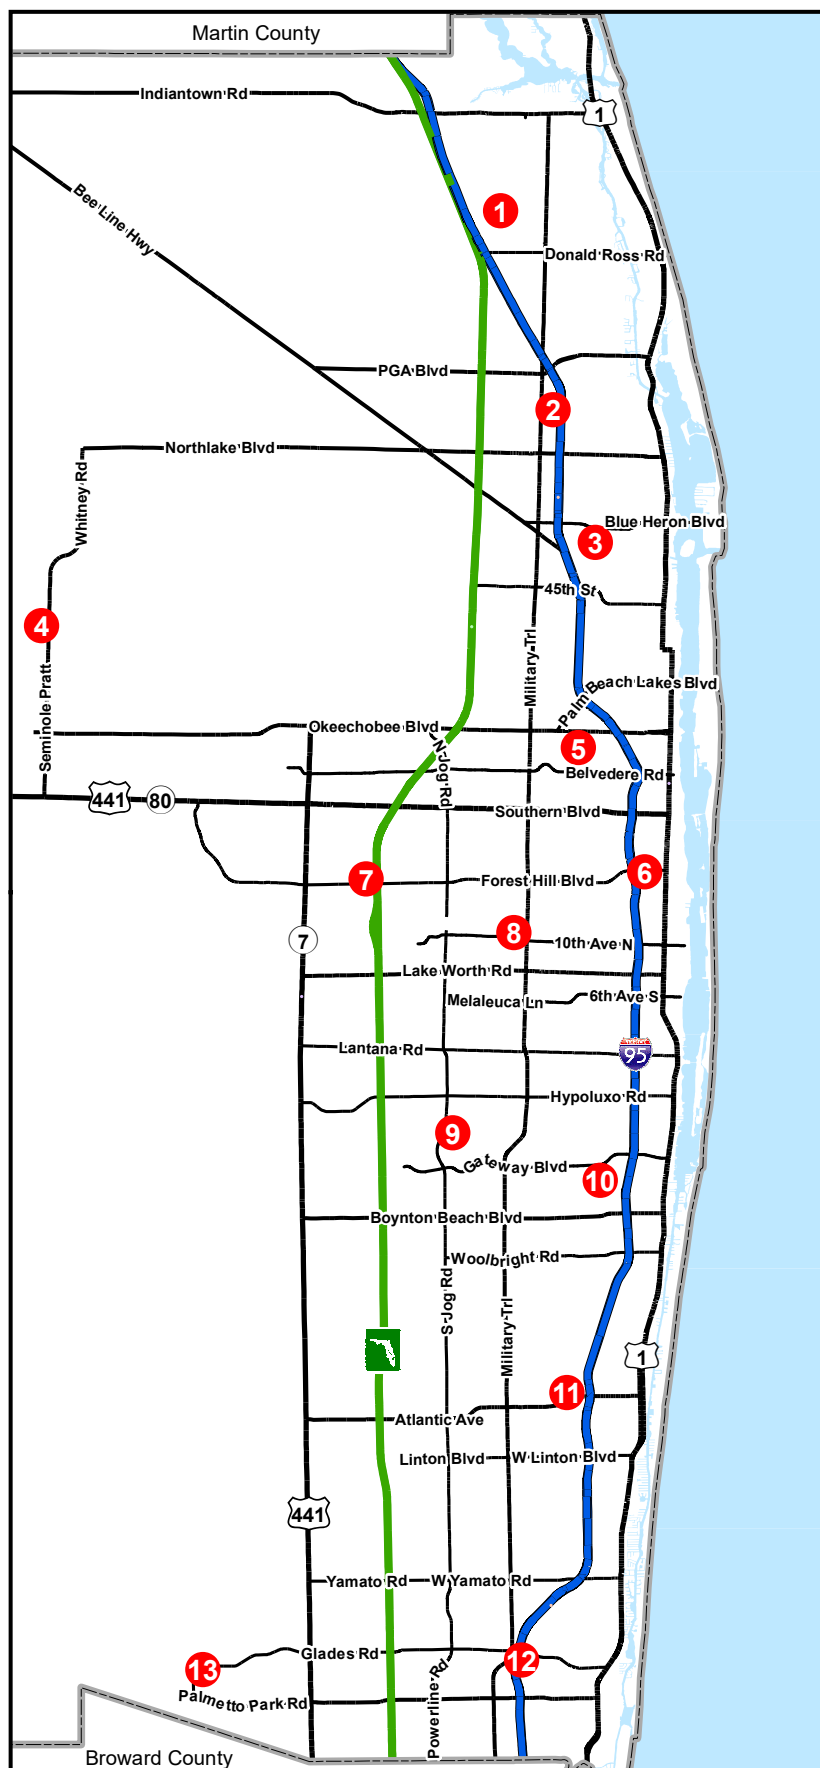 Martin County
Indiantown Rd
1
Bee Line Hwy
1
Donald Ross Rd
PGA Blvd
2
Northlake Blvd
Whitney Rd
Blue Heron Blvd
3
45th St
4
Military Trl
Seminole Pratt
Palm Beach Lakes Blvd
Okeechobee Blvd
5
N Jog Rd
Belvedere Rd
441
80
Southern Blvd
6
7
Forest Hill Blvd
8
7
10th Ave N
Lake Worth Rd
Melaleuca Ln
6th Ave S
Lantana Rd
95
Hypoluxo Rd
9
Gateway Blvd
10
Boynton Beach Blvd
Woolbright Rd
S Jog Rd
Military Trl
1
11
Atlantic Ave
Linton Blvd
W Linton Blvd
441
Yamato Rd
W Yamato Rd
Glades Rd
12
13
Powerline Rd
Palmetto Park Rd
Broward County